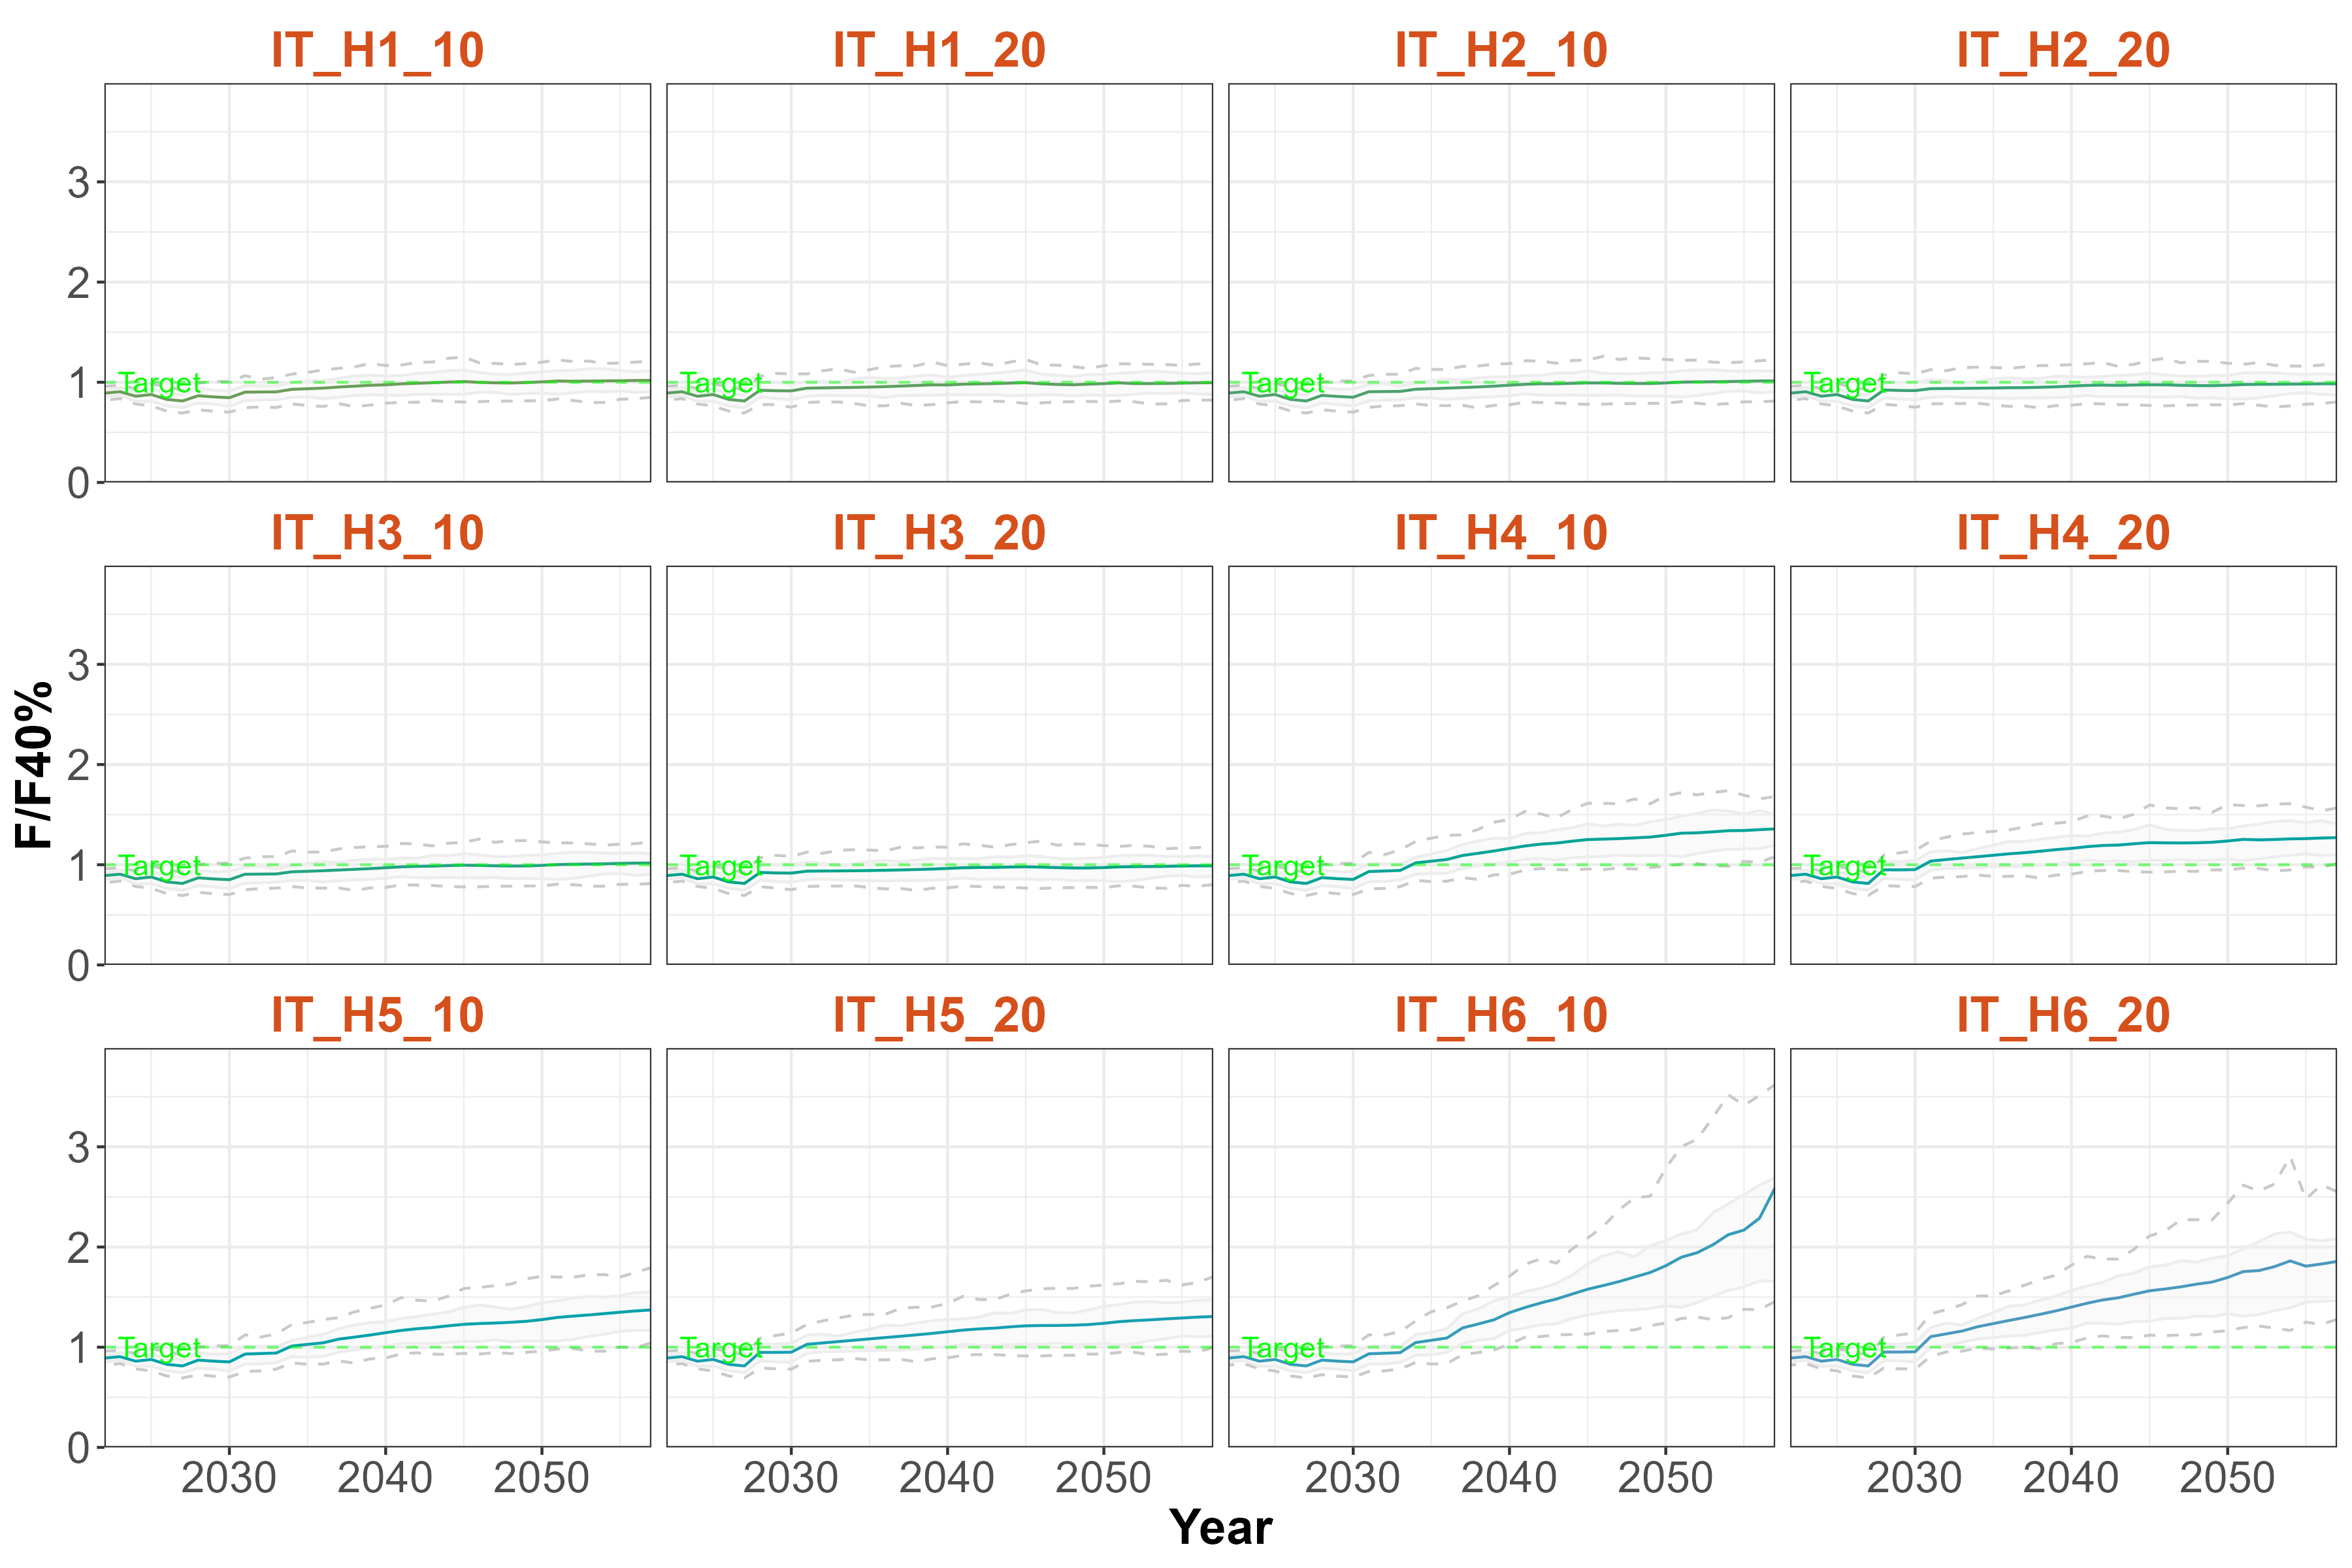 IT_H1_10 IT_H1_20 IT_H2_10 IT_H2_20
3
2
1
0
Target Target Target Target
IT_H3_10 IT_H3_20 IT_H4_10 IT_H4_20
3
2
1
0
Target Target Target Target
F/F40%
IT_H5_10 IT_H5_20 IT_H6_10 IT_H6_20
3
2
1
0
Target Target Target Target
2030 2040 2050 2030 2040 2050 2030 2040 2050 2030 2040 2050
Year